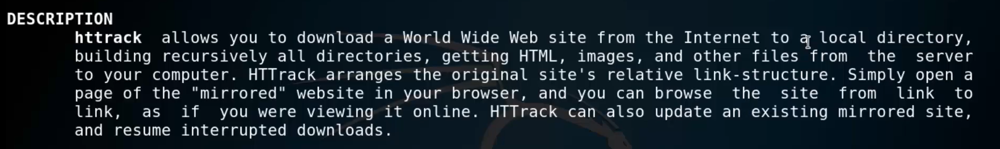 DESCRIPTION
httrack  allows you to download a World Wide Web site from the Internet to a local directory,
building recursively all directories, getting HTML, images, and other files from  the  server
to your computer. HTTrack arranges the original site's relative link-structure. Simply open a
page of the "mirrored" website in your browser, and you can browse  the  site  from  link  to
link,  as  if  you were viewing it online. HTTrack can also update an existing mirrored site,
and resume interrupted downloads.